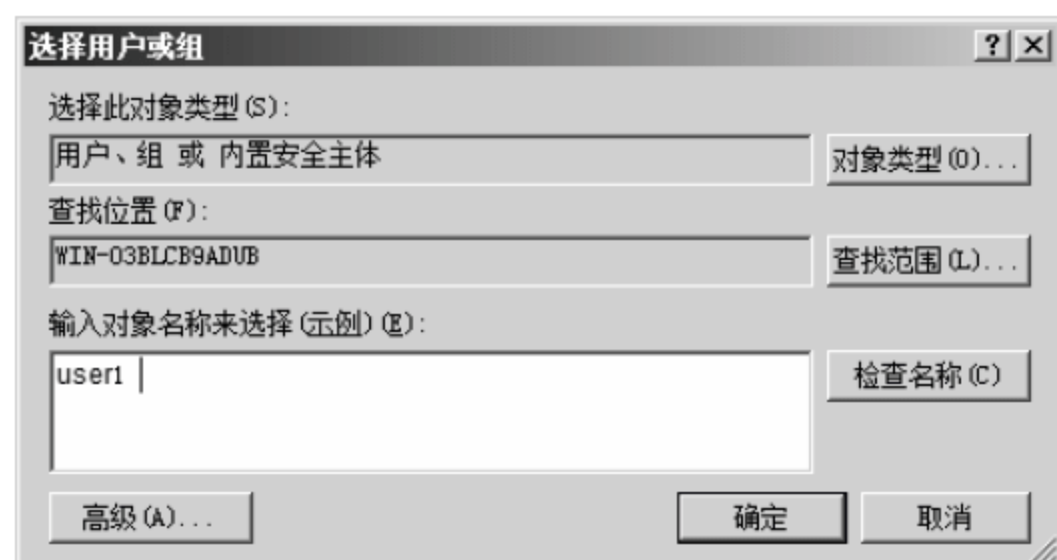 选择用户或组
选择此对象类型(S):
用户、组 或 内置安全主体
对象类型(O)...
查找位置(F):
WIN-O3BLCB9ADUB
查找范围(L)...
输入对象名称来选择(示例)(E):
user1
检查名称(C)
高级(A)...
确定
取消